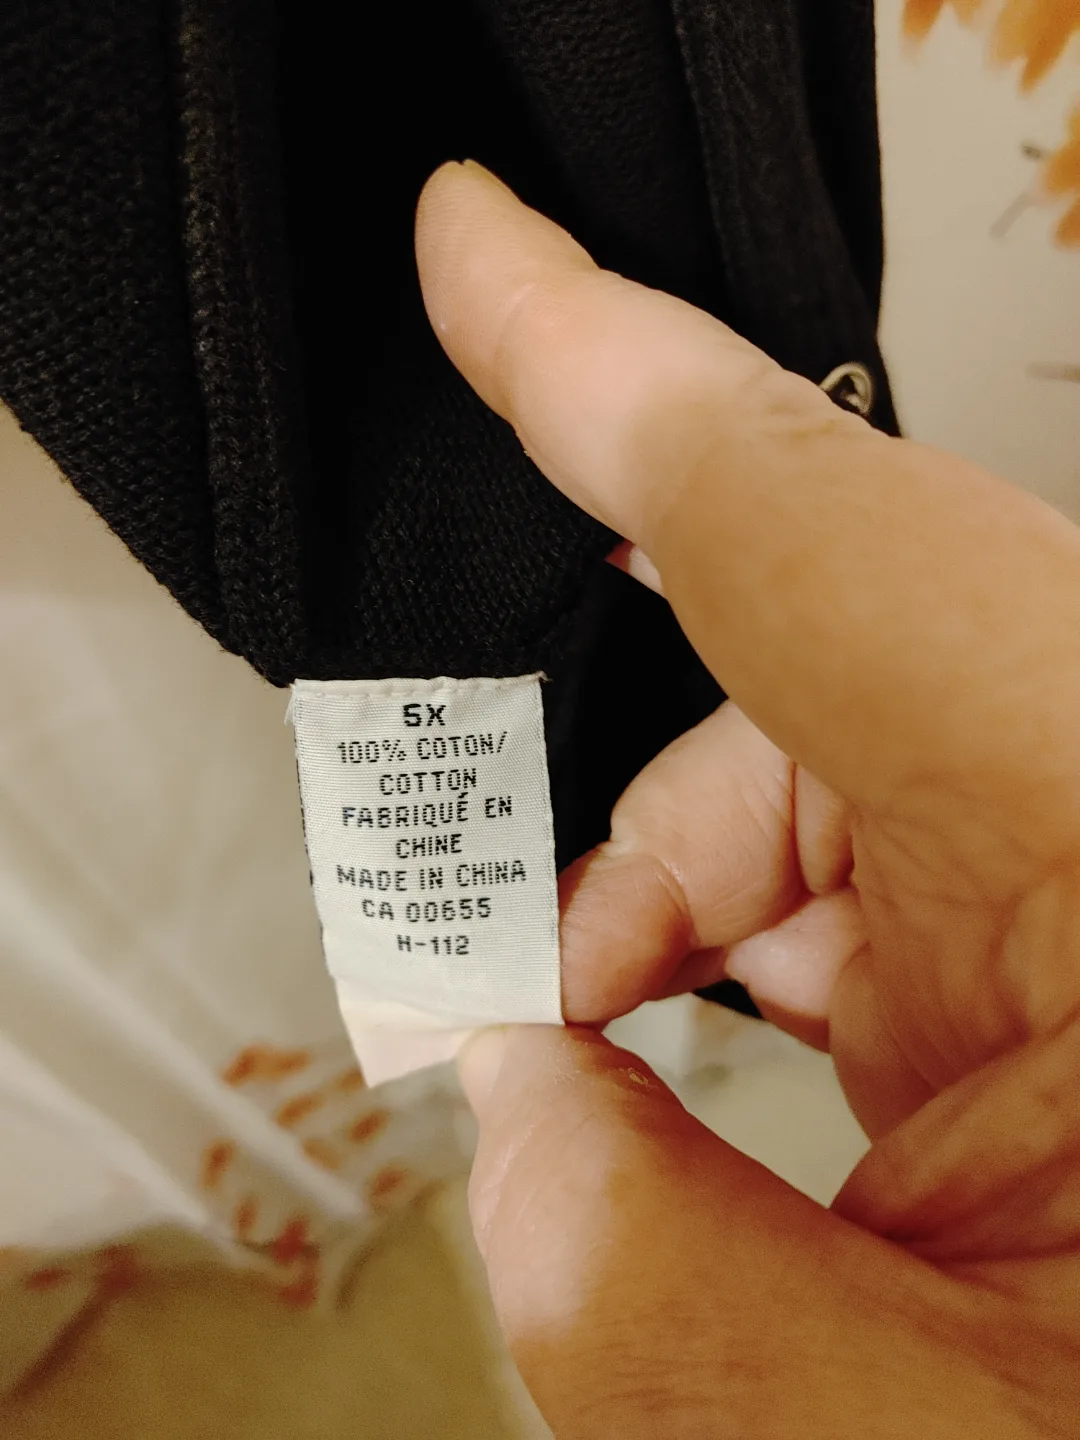 5X
100% COTON/
COTTON
FABRIQUÉ EN
CHINE
MADE IN CHINA
CA 00655
H-112